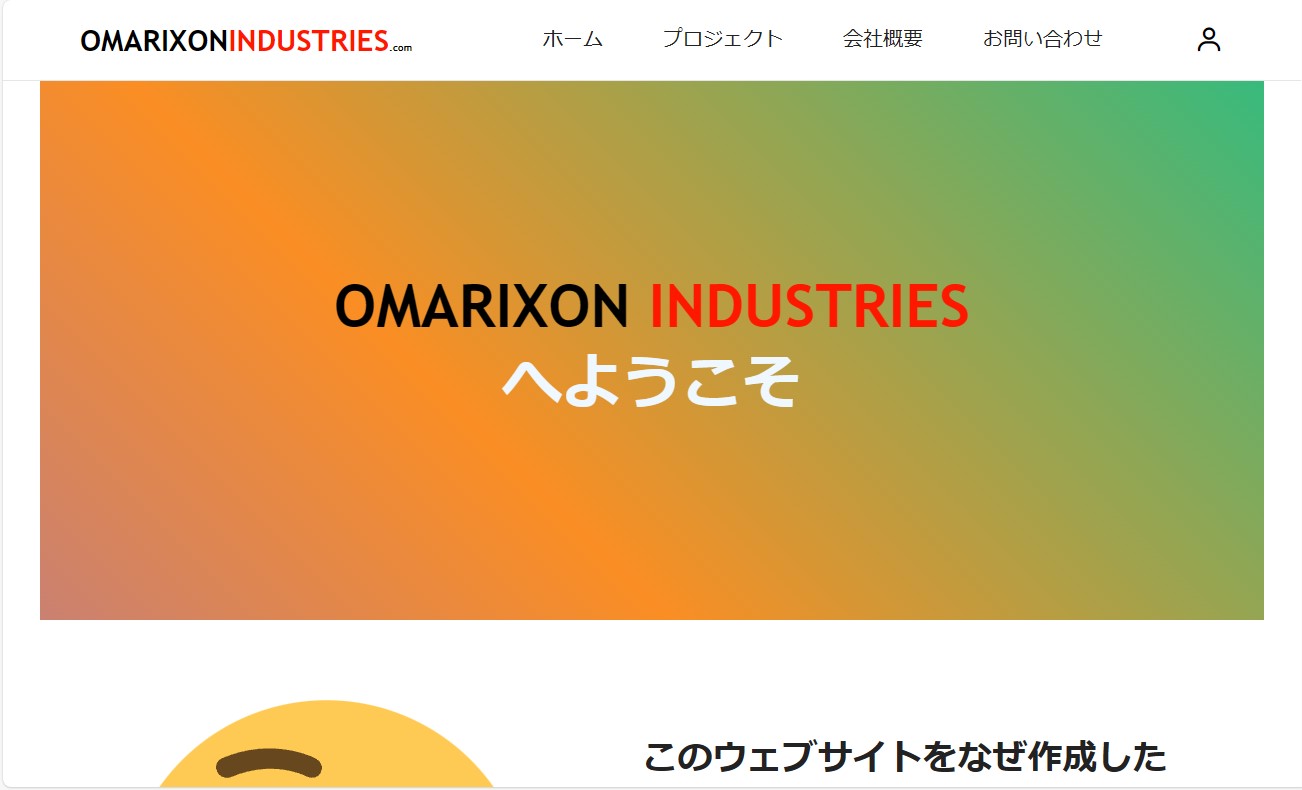 OMARIXONINDUSTRIES.com
ホーム プロジェクト 会社概要 お問い合わせ
OMARIXON INDUSTRIES
へようこそ
このウェブサイトをなぜ作成した